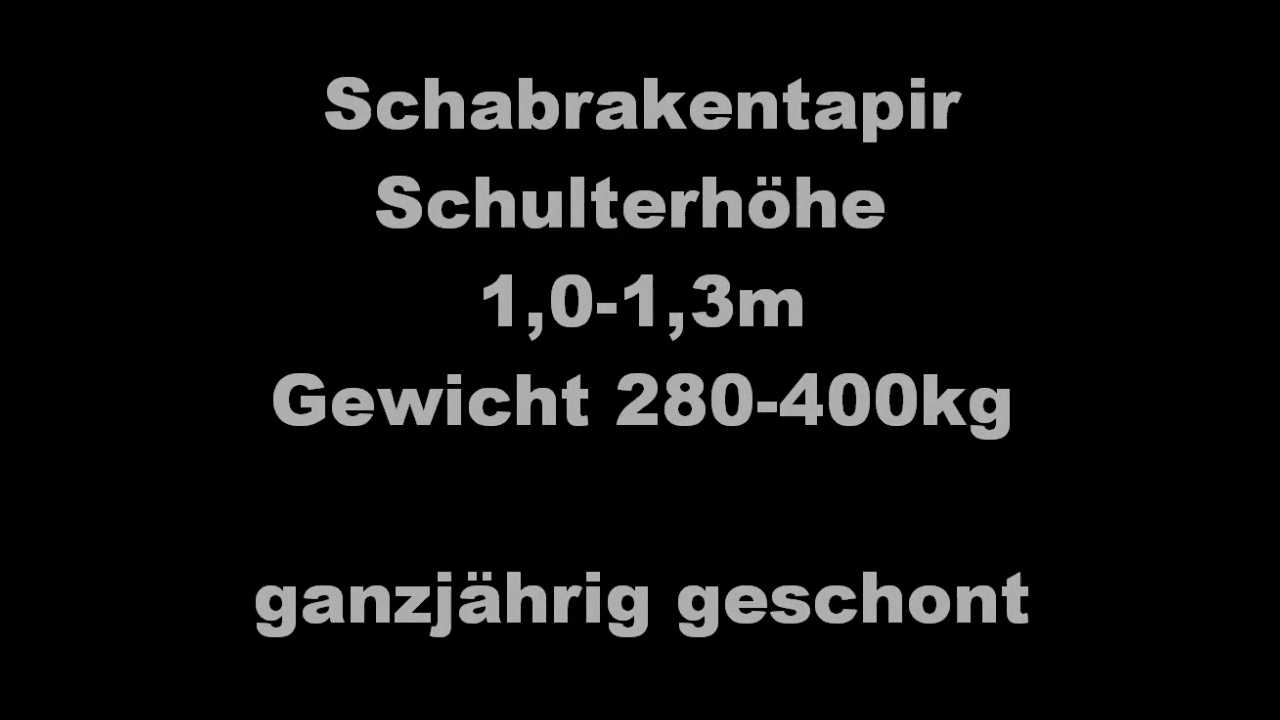 Schabrakentapir
Schulterhöhe
1,0-1,3m
Gewicht 280-400kg
ganzjährig geschont